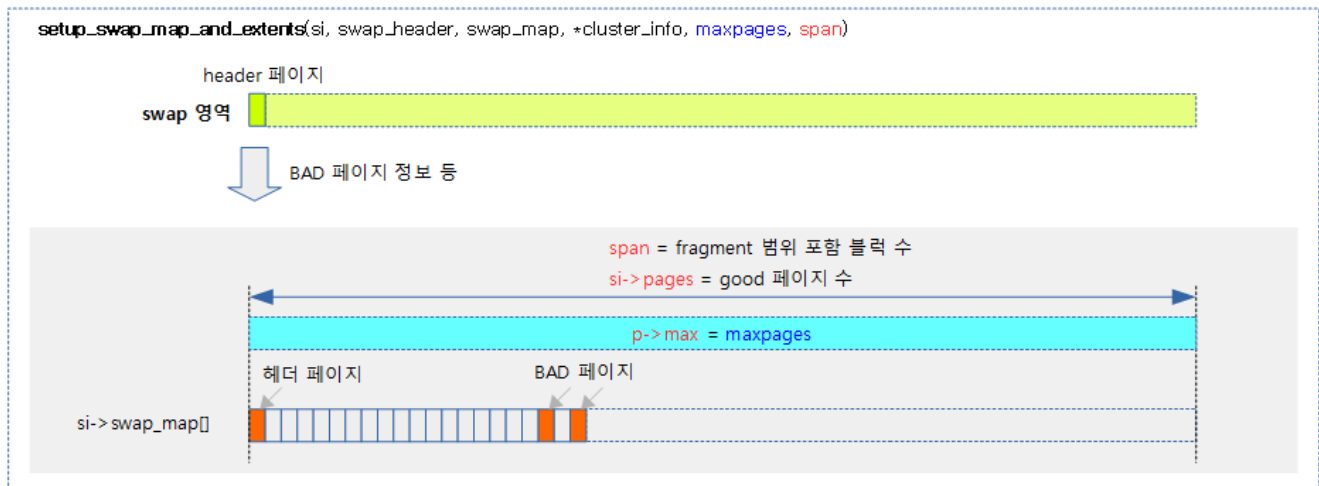 setup_swap_map_and_extents(si, swap_header, swap_map, *cluster_info, maxpages, span)
header 페이지
swap 영역
BAD 페이지 정보 등
span = fragment 범위 포함 블럭 수
si->pages = good 페이지 수
p->max = maxpages
헤더 페이지
BAD 페이지
si->swap_map[]